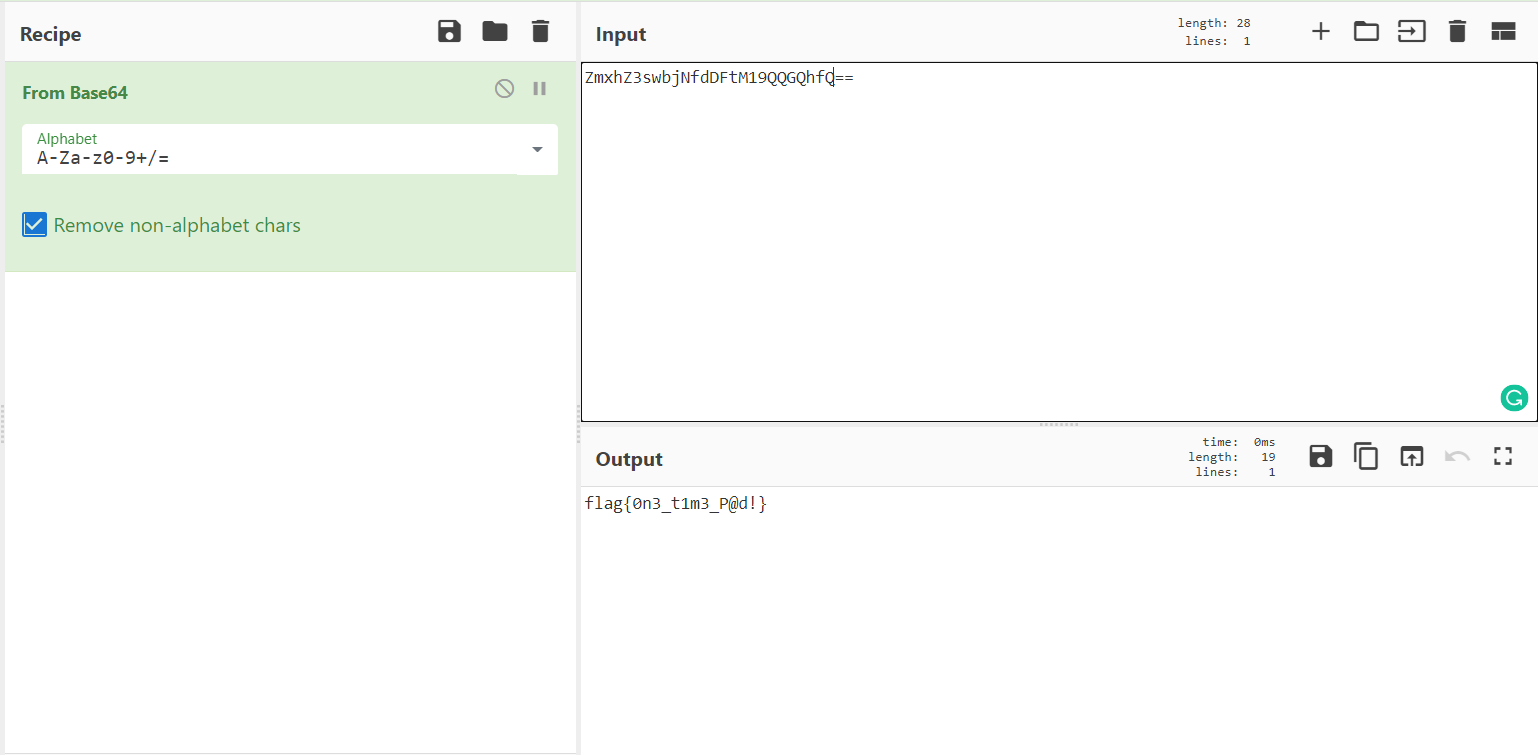 Recipe
From Base64
Alphabet
A-Za-z0-9+/=
Remove non-alphabet chars
Input
length: 28
lines: 1
ZmxhZ3swbjNfdDFtM19QQGQhfQ==
Output
time: 0ms
length: 19
lines: 1
flag{0n3_t1m3_P@d!}